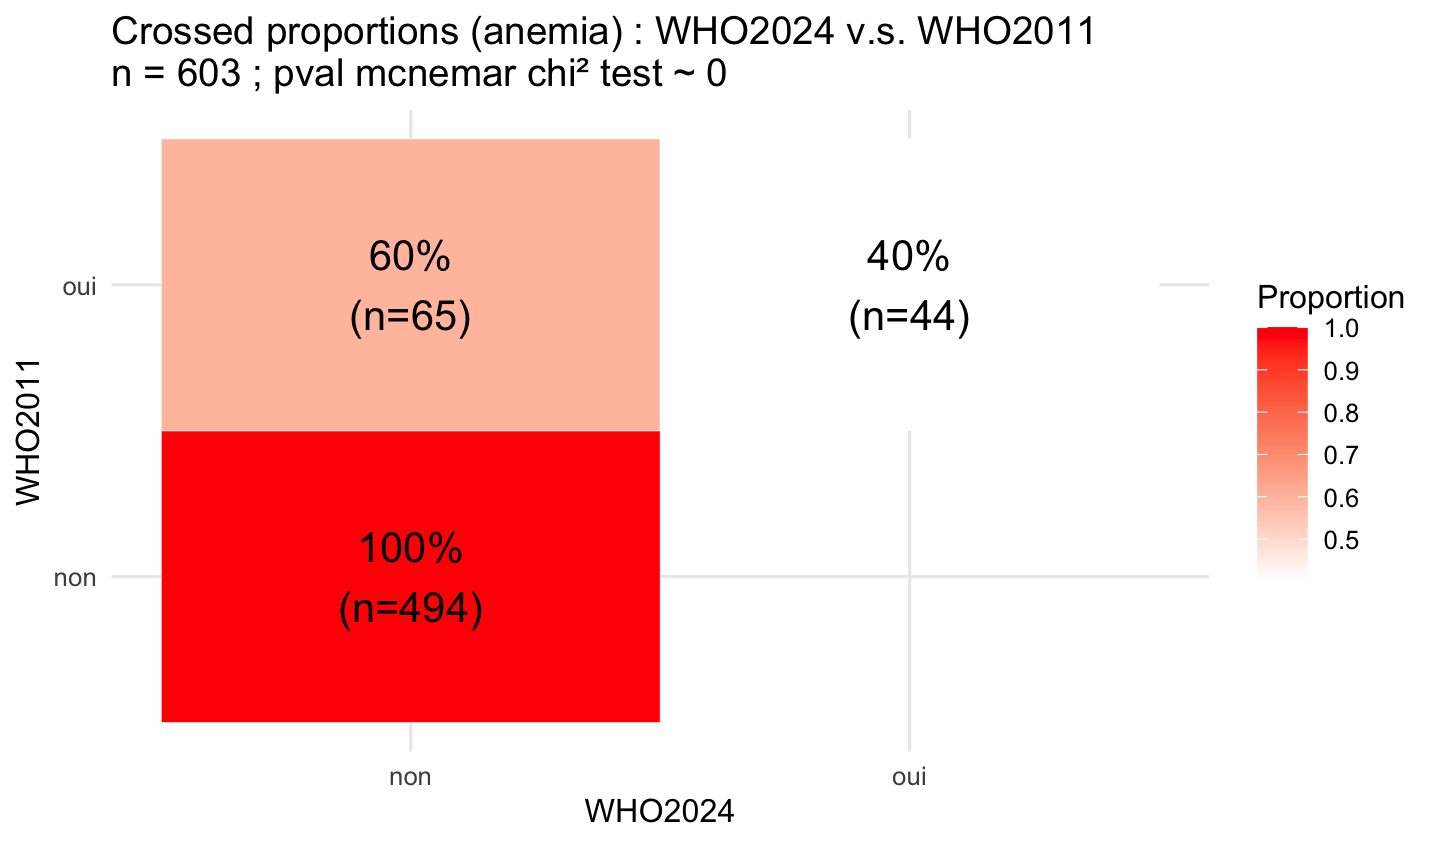 Crossed proportions (anemia) : WHO2024 v.s. WHO2011
n = 603 ; pval mcnemar chi² test ~ 0
60%
(n=65)
40%
(n=44)
100%
(n=494)
oui
non
WHO2011
non
oui
WHO2024
Proportion
1.0
0.9
0.8
0.7
0.6
0.5